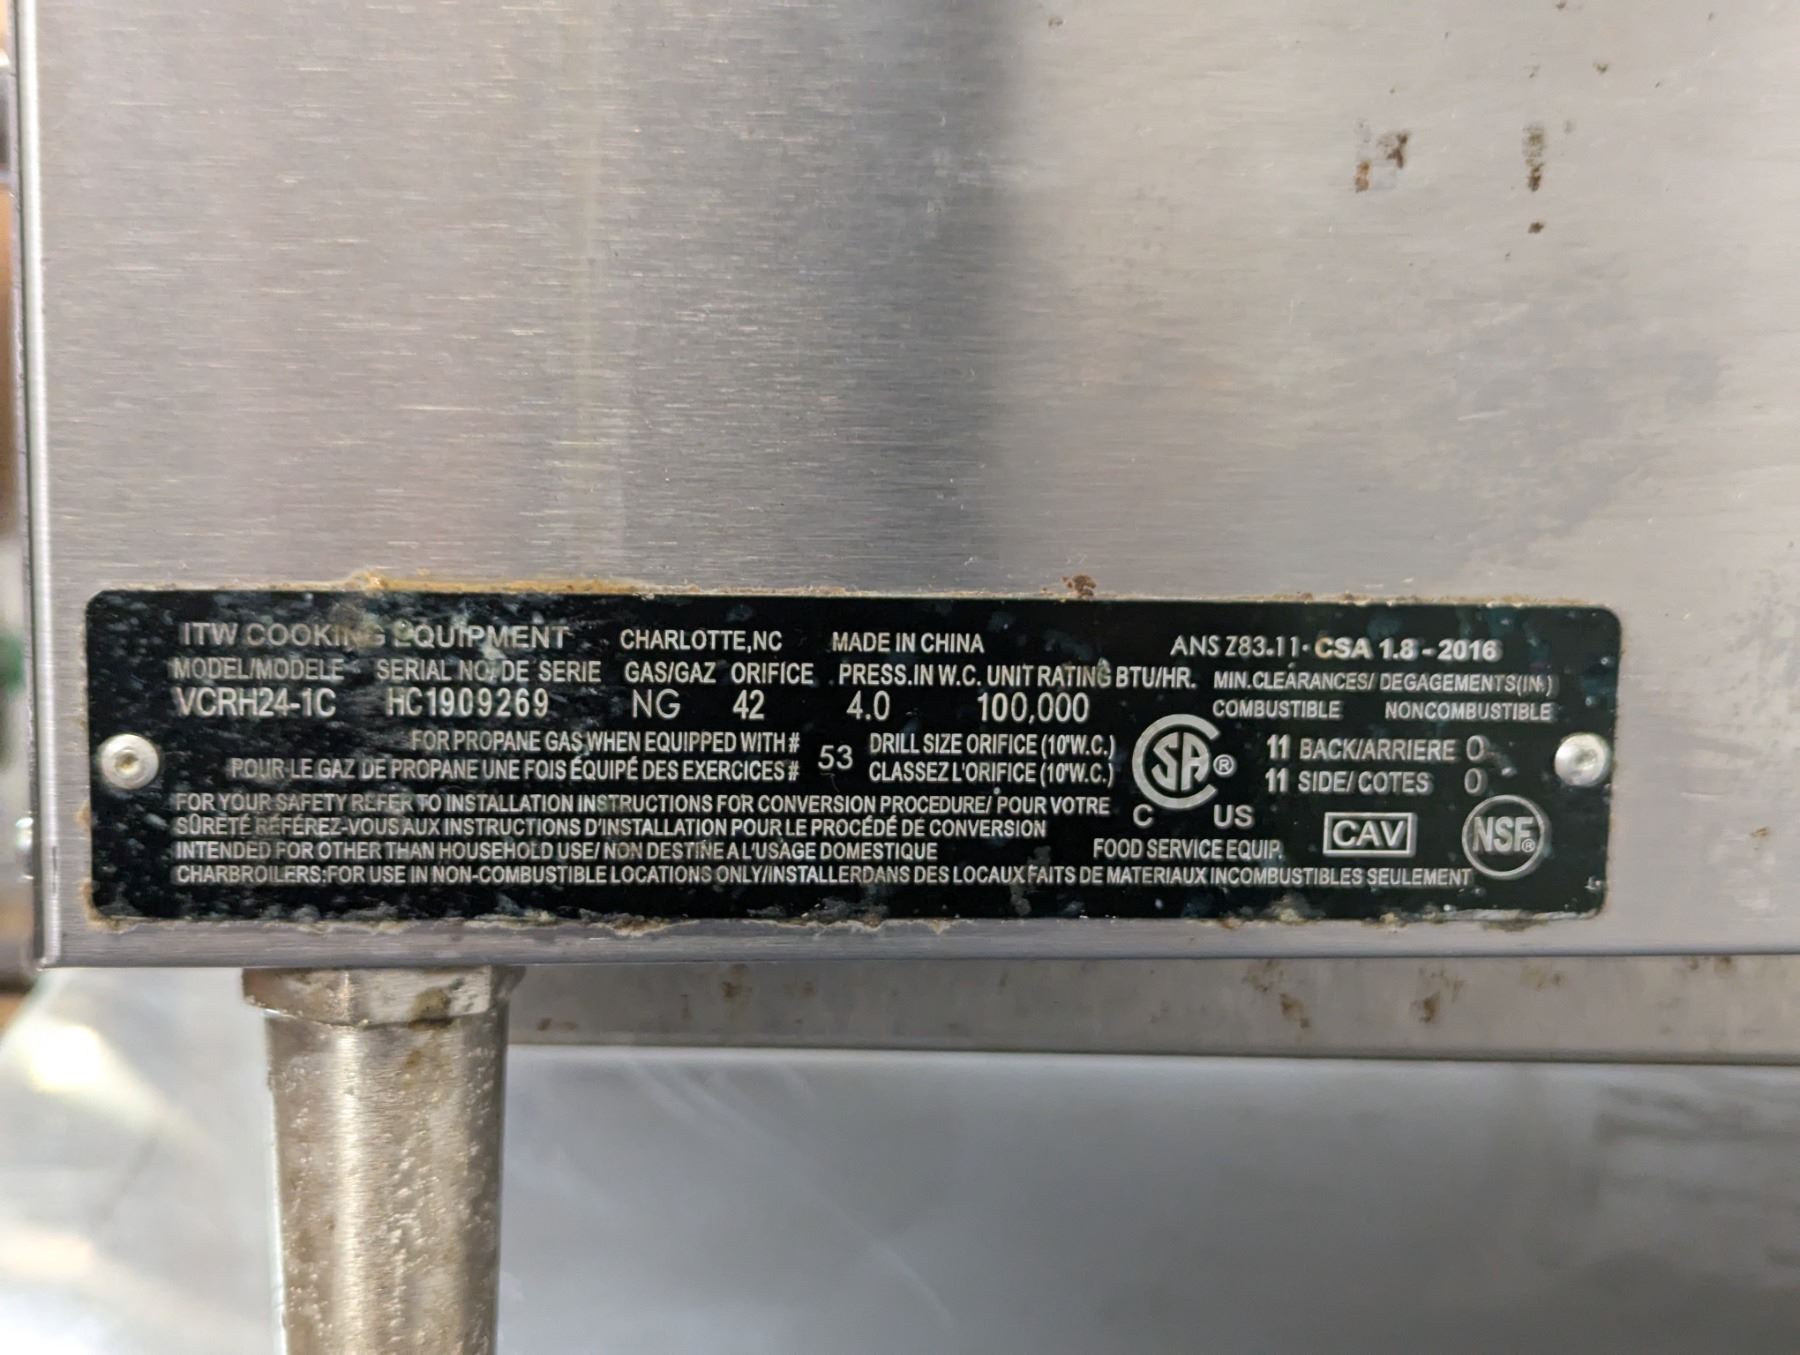 ITW COOKING EQUIPMENT CHARLOTTE,NC MADE IN CHINA ANS Z83.11· CSA 1.8 - 2016
MODEL/MODELE SERIAL NO/DE SERIE GAS/GAZ ORIFICE PRESS.IN W.C. UNIT RATING BTU/HR. MIN.CLEARANCES/ DEGAGEMENTS(IN.)
VCRH24-1C HC1909269 NG 42 4.0 100,000 COMBUSTIBLE NONCOMBUSTIBLE
FOR PROPANE GAS WHEN EQUIPPED WITH # 53 DRILL SIZE ORIFICE (10"W.C.) 11 BACK/ARRIERE 0
POUR LE GAZ DE PROPANE UNE FOIS ÉQUIPÉ DES EXERCICES # CLASSEZ L'ORIFICE (10"W.C.) 11 SIDE/ COTES 0
SA ®
C US
FOR YOUR SAFETY REFER TO INSTALLATION INSTRUCTIONS FOR CONVERSION PROCEDURE/ POUR VOTRE
SÛRETÉ RÉFÉREZ-VOUS AUX INSTRUCTIONS D'INSTALLATION POUR LE PROCÉDÉ DE CONVERSION
INTENDED FOR OTHER THAN HOUSEHOLD USE/ NON DESTINE A L'USAGE DOMESTIQUE FOOD SERVICE EQUIP. CAV NSF®
CHARBROILERS:FOR USE IN NON-COMBUSTIBLE LOCATIONS ONLY/INSTALLERDANS DES LOCAUX FAITS DE MATERIAUX INCOMBUSTIBLES SEULEMENT